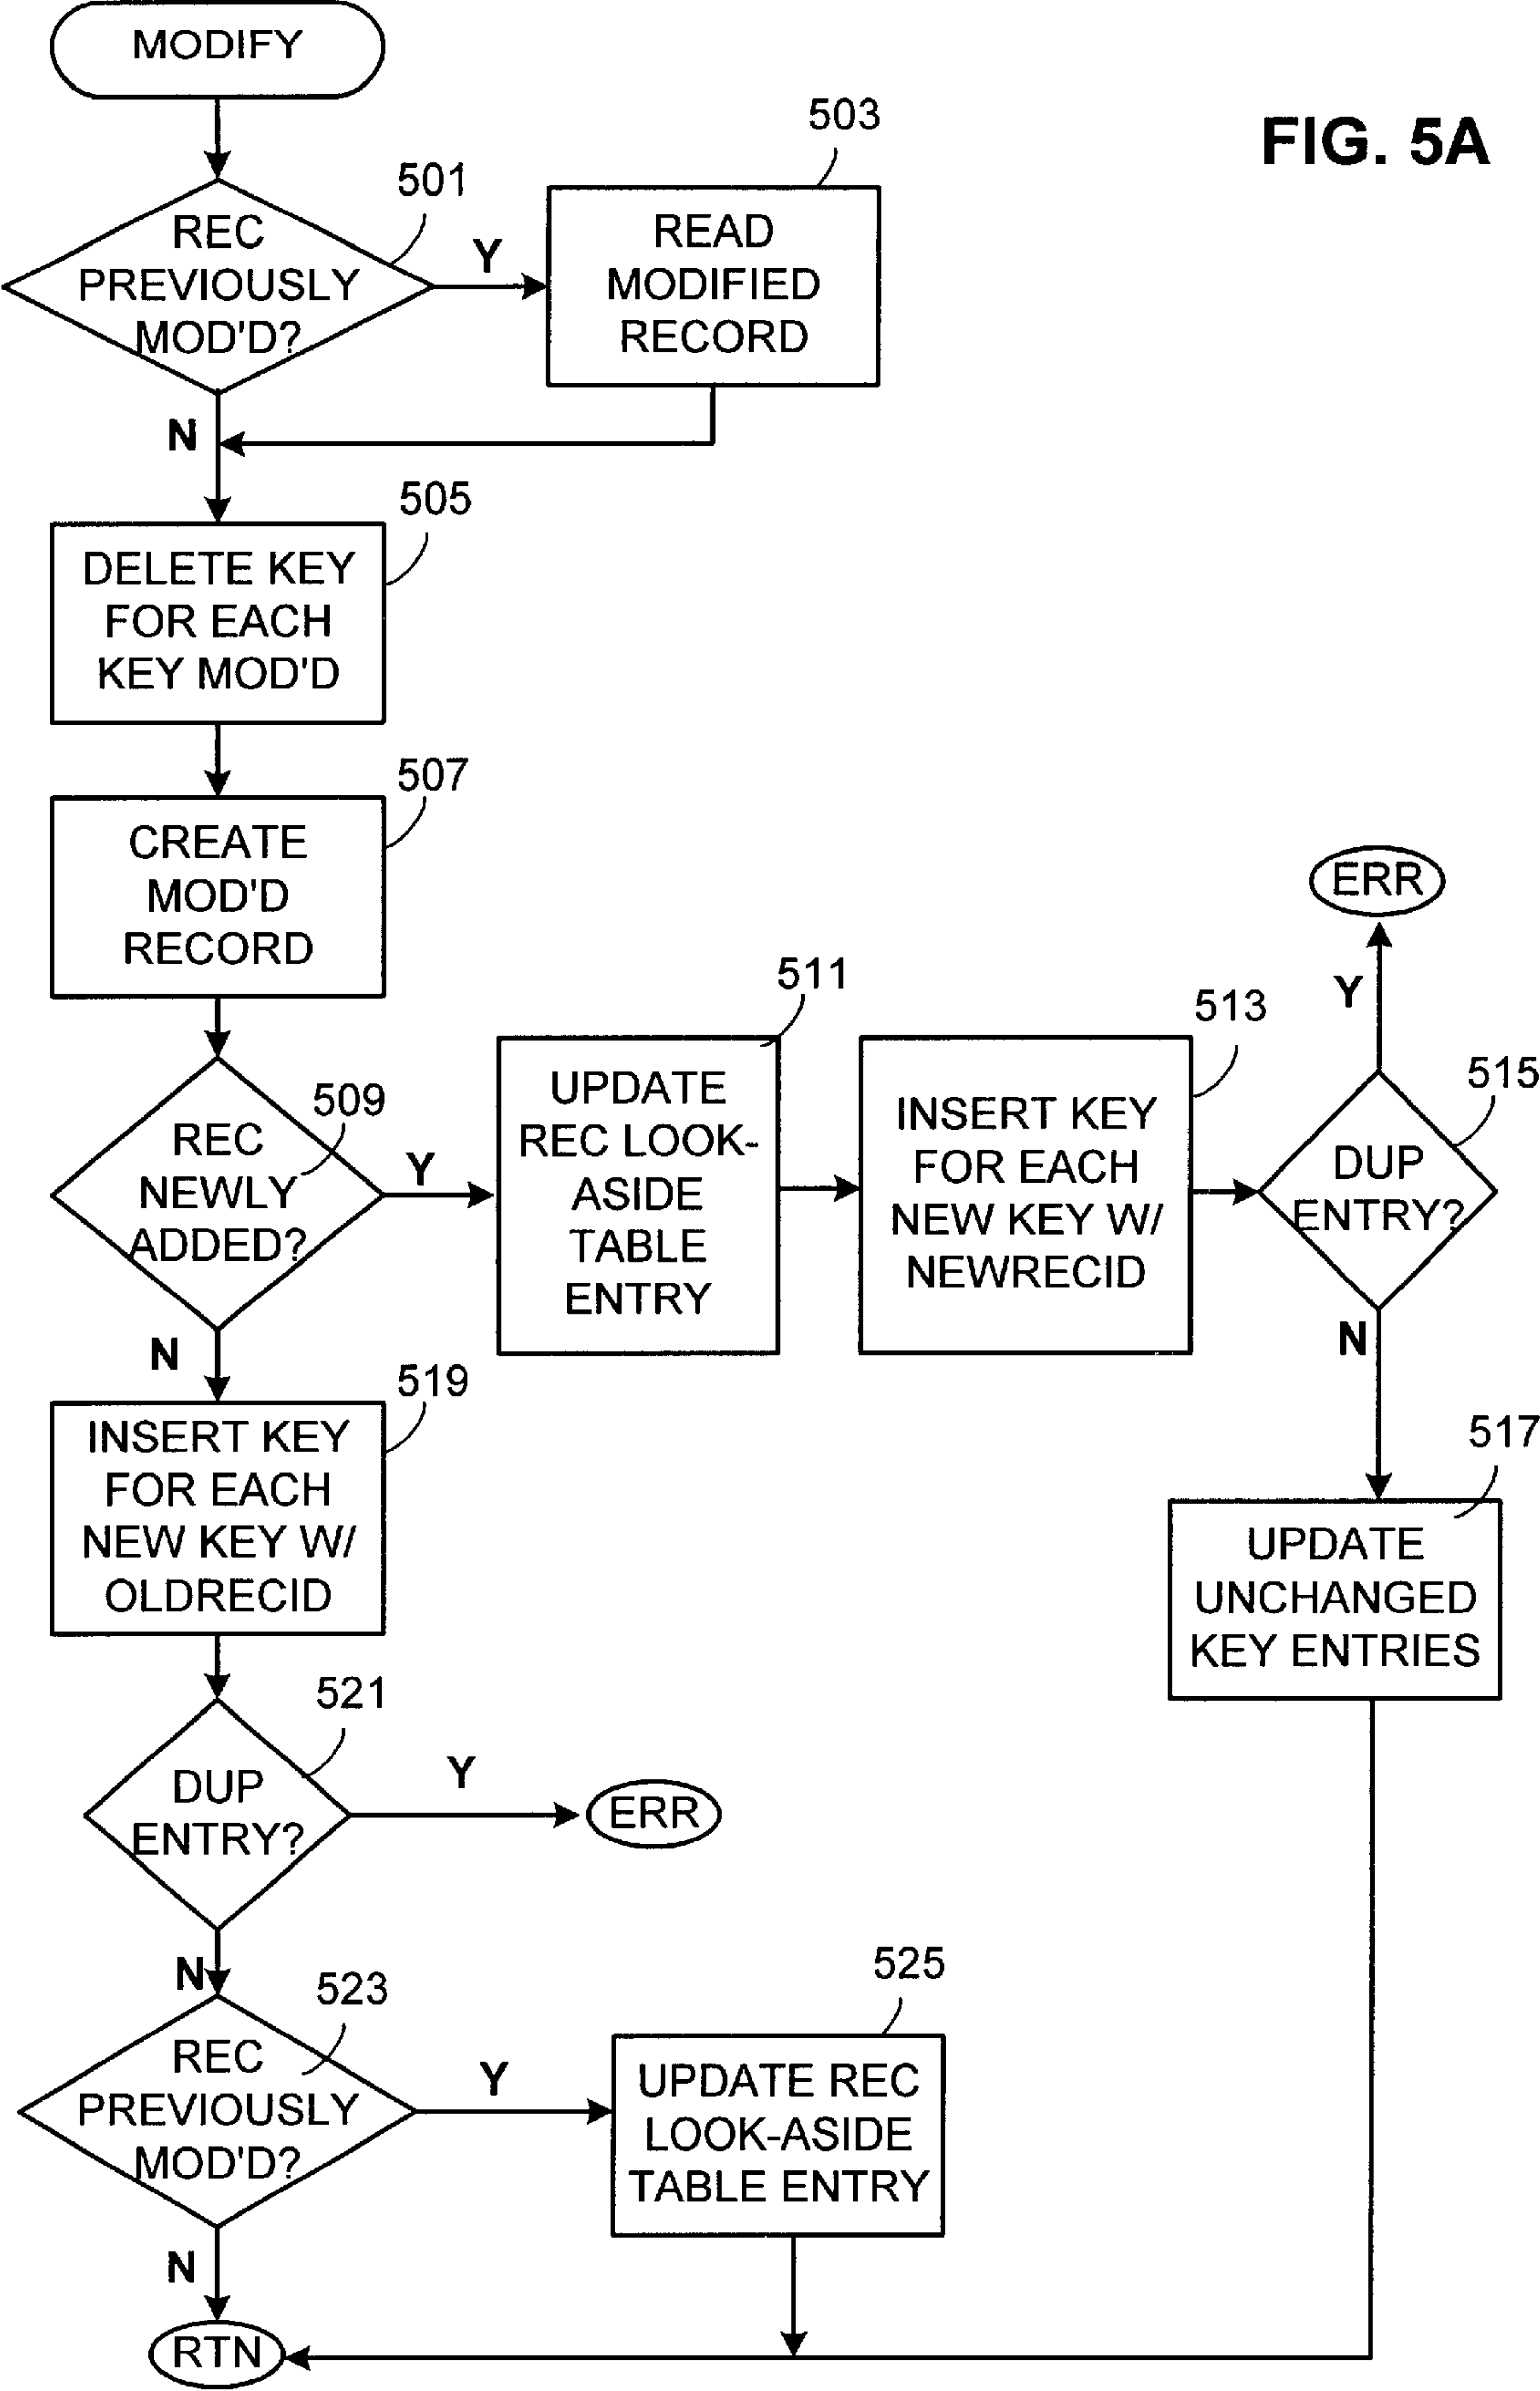 MODIFY
FIG. 5A
503
501
REC
PREVIOUSLY
MOD'D?
Y
READ
MODIFIED
RECORD
N
505
DELETE KEY
FOR EACH
KEY MOD'D
507
CREATE
MOD'D
RECORD
509
REC
NEWLY
ADDED?
Y
511
UPDATE
REC LOOK-
ASIDE
TABLE
ENTRY
513
INSERT KEY
FOR EACH
NEW KEY W/
NEWRECID
ERR
Y
515
DUP
ENTRY?
N
517
UPDATE
UNCHANGED
KEY ENTRIES
N
519
INSERT KEY
FOR EACH
NEW KEY W/
OLDRECID
521
DUP
ENTRY?
Y
ERR
N
523
REC
PREVIOUSLY
MOD'D?
Y
525
UPDATE REC
LOOK-ASIDE
TABLE ENTRY
N
RTN